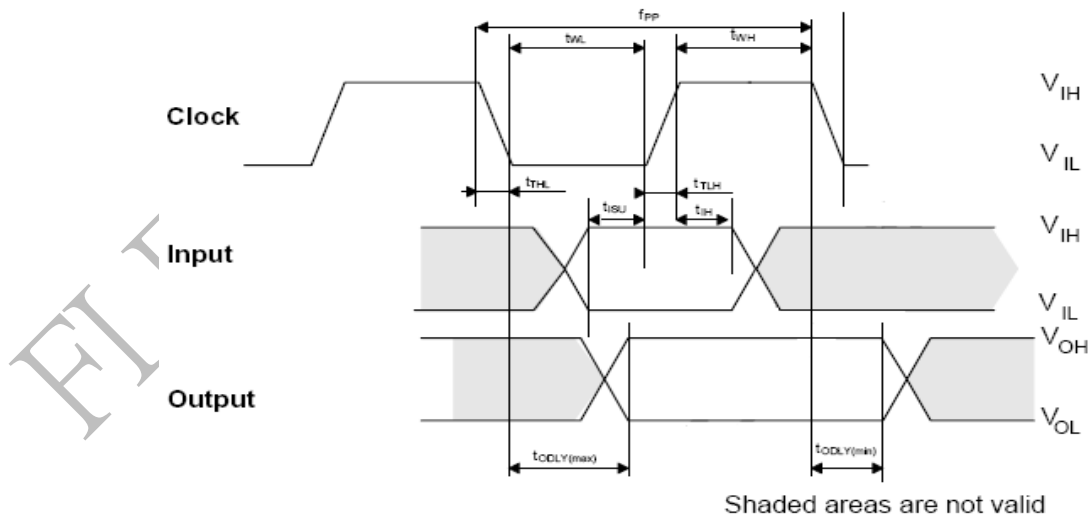 fPP
tWL
tWH
Clock
VIH
VIL
tTHL
tTLH
tISU
tIH
Input
VIH
VIL
Output
VOH
VOL
tODLY(max)
tODLY(min)
Shaded areas are not valid